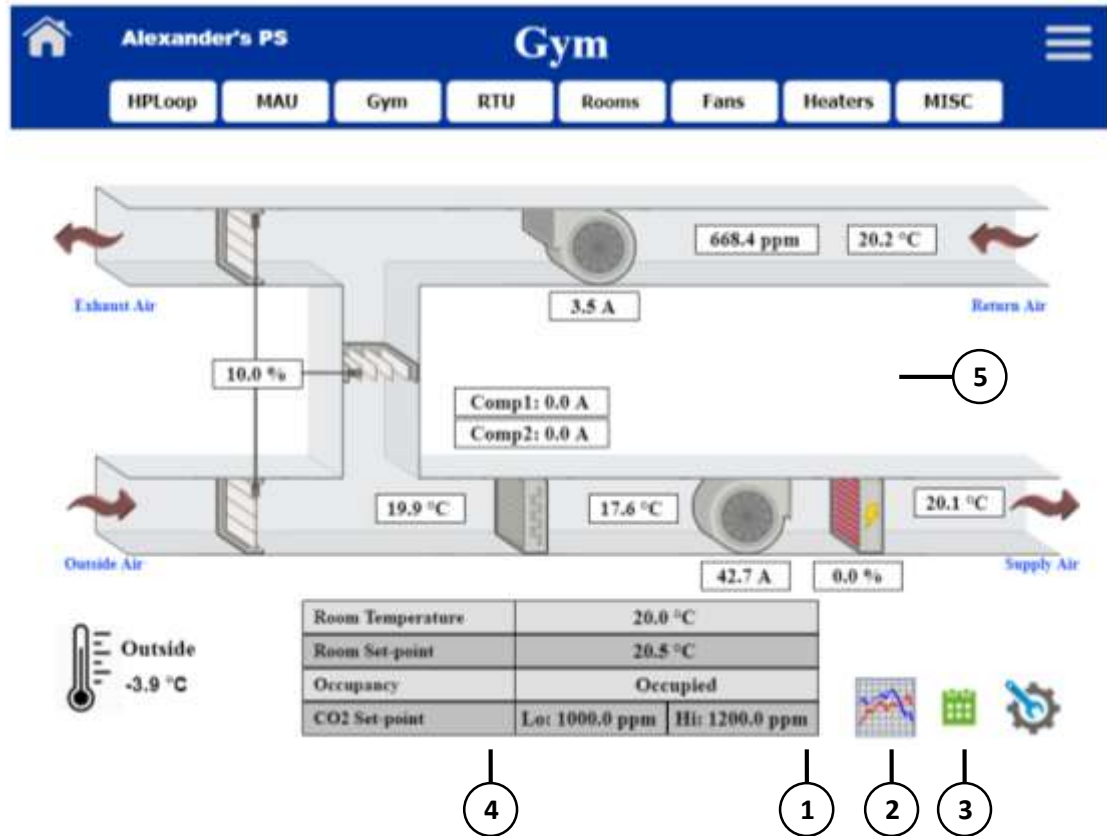 Alexander's PS
Gym
HPLoop MAU Gym RTU Rooms Fans Heaters MISC
668.4 ppm 20.2 °C
Exhaust Air
3.5 A
Return Air
10.0 %
5
Comp1: 0.0 A
Comp2: 0.0 A
19.9 °C 17.6 °C 20.1 °C
Outside Air
42.7 A 0.0 %
Supply Air
Outside
-3.9 °C
Room Temperature 20.0 °C
Room Set-point 20.5 °C
Occupancy Occupied
CO2 Set-point Lo: 1000.0 ppm Hi: 1200.0 ppm
4 1 2 3